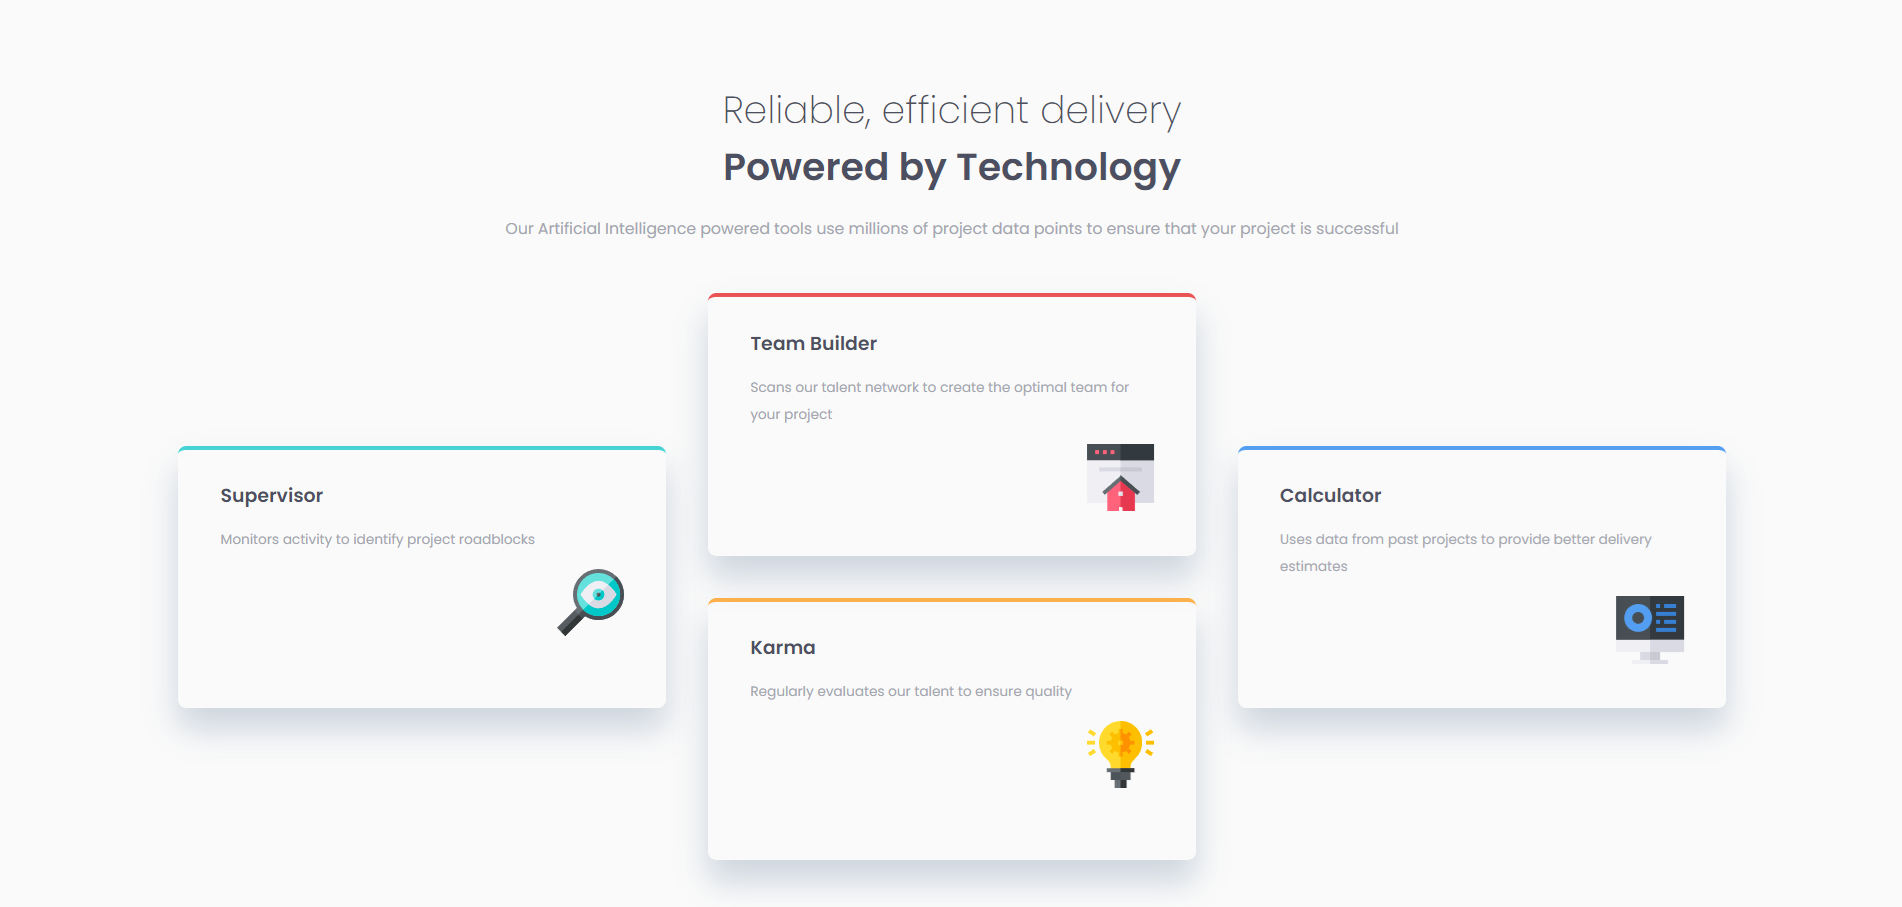 Reliable, efficient delivery
Powered by Technology
Our Artificial Intelligence powered tools use millions of project data points to ensure that your project is successful
Supervisor
Monitors activity to identify project roadblocks
Team Builder
Scans our talent network to create the optimal team for
your project
Karma
Regularly evaluates our talent to ensure quality
Calculator
Uses data from past projects to provide better delivery
estimates